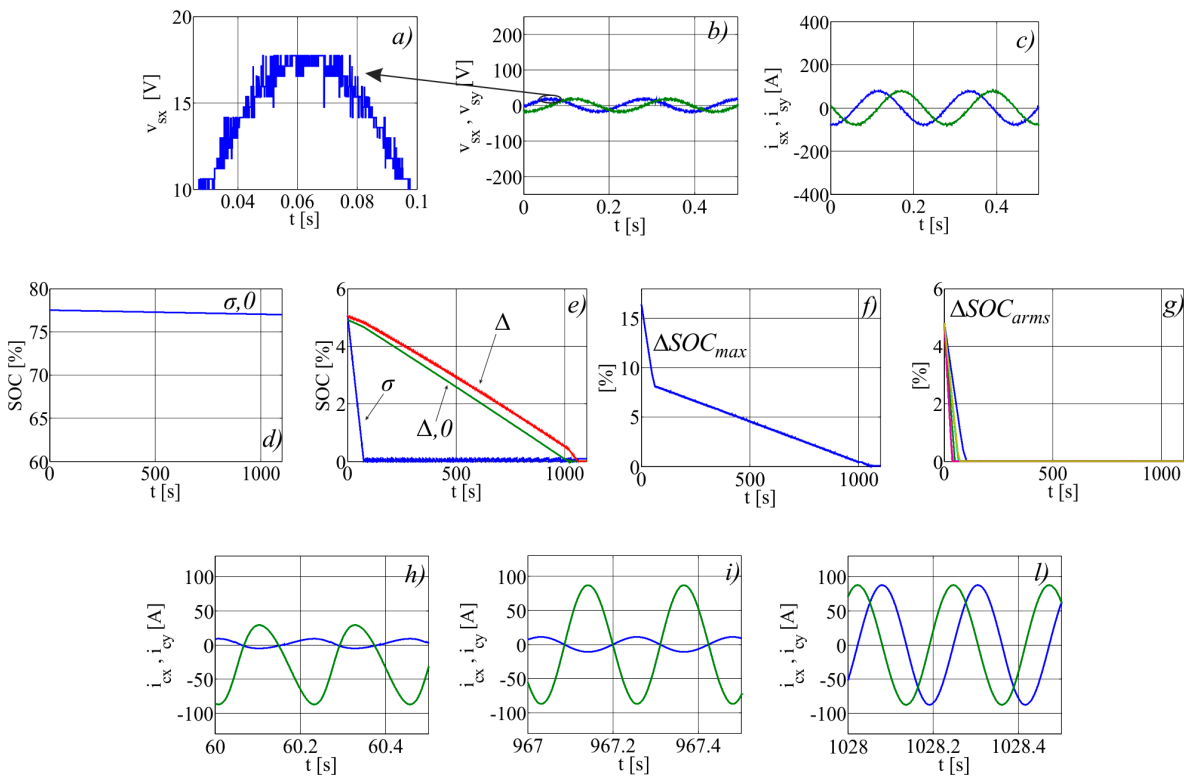 20
15
10
v_sx [V]
a)
0.04 0.06 0.08 0.1
t [s]
200
100
0
-100
-200
v_sx , v_sy [V]
b)
0 0.2 0.4
t [s]
400
200
0
-200
-400
i_sx , i_sy [A]
c)
0 0.2 0.4
t [s]
80
75
70
65
60
SOC [%]
σ,0
d)
0 500 1000
t [s]
6
4
2
0
SOC [%]
e)
Δ
σ
Δ,0
0 500 1000
t [s]
15
10
5
0
[%]
f)
ΔSOC_max
0 500 1000
t [s]
6
4
2
0
[%]
ΔSOC_arms
g)
0 500 1000
t [s]
100
50
0
-50
-100
i_cx , i_cy [A]
h)
60 60.2 60.4
t [s]
100
50
0
-50
-100
i_cx , i_cy [A]
i)
967 967.2 967.4
t [s]
100
50
0
-50
-100
i_cx , i_cy [A]
l)
1028 1028.2 1028.4
t [s]